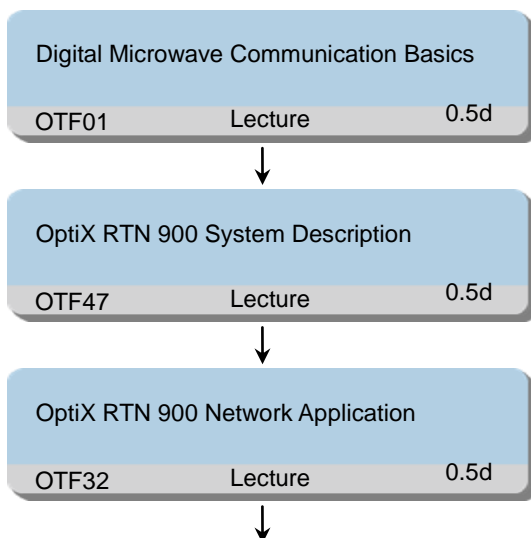 Digital Microwave Communication Basics
OTF01 Lecture 0.5d
OptiX RTN 900 System Description
OTF47 Lecture 0.5d
OptiX RTN 900 Network Application
OTF32 Lecture 0.5d